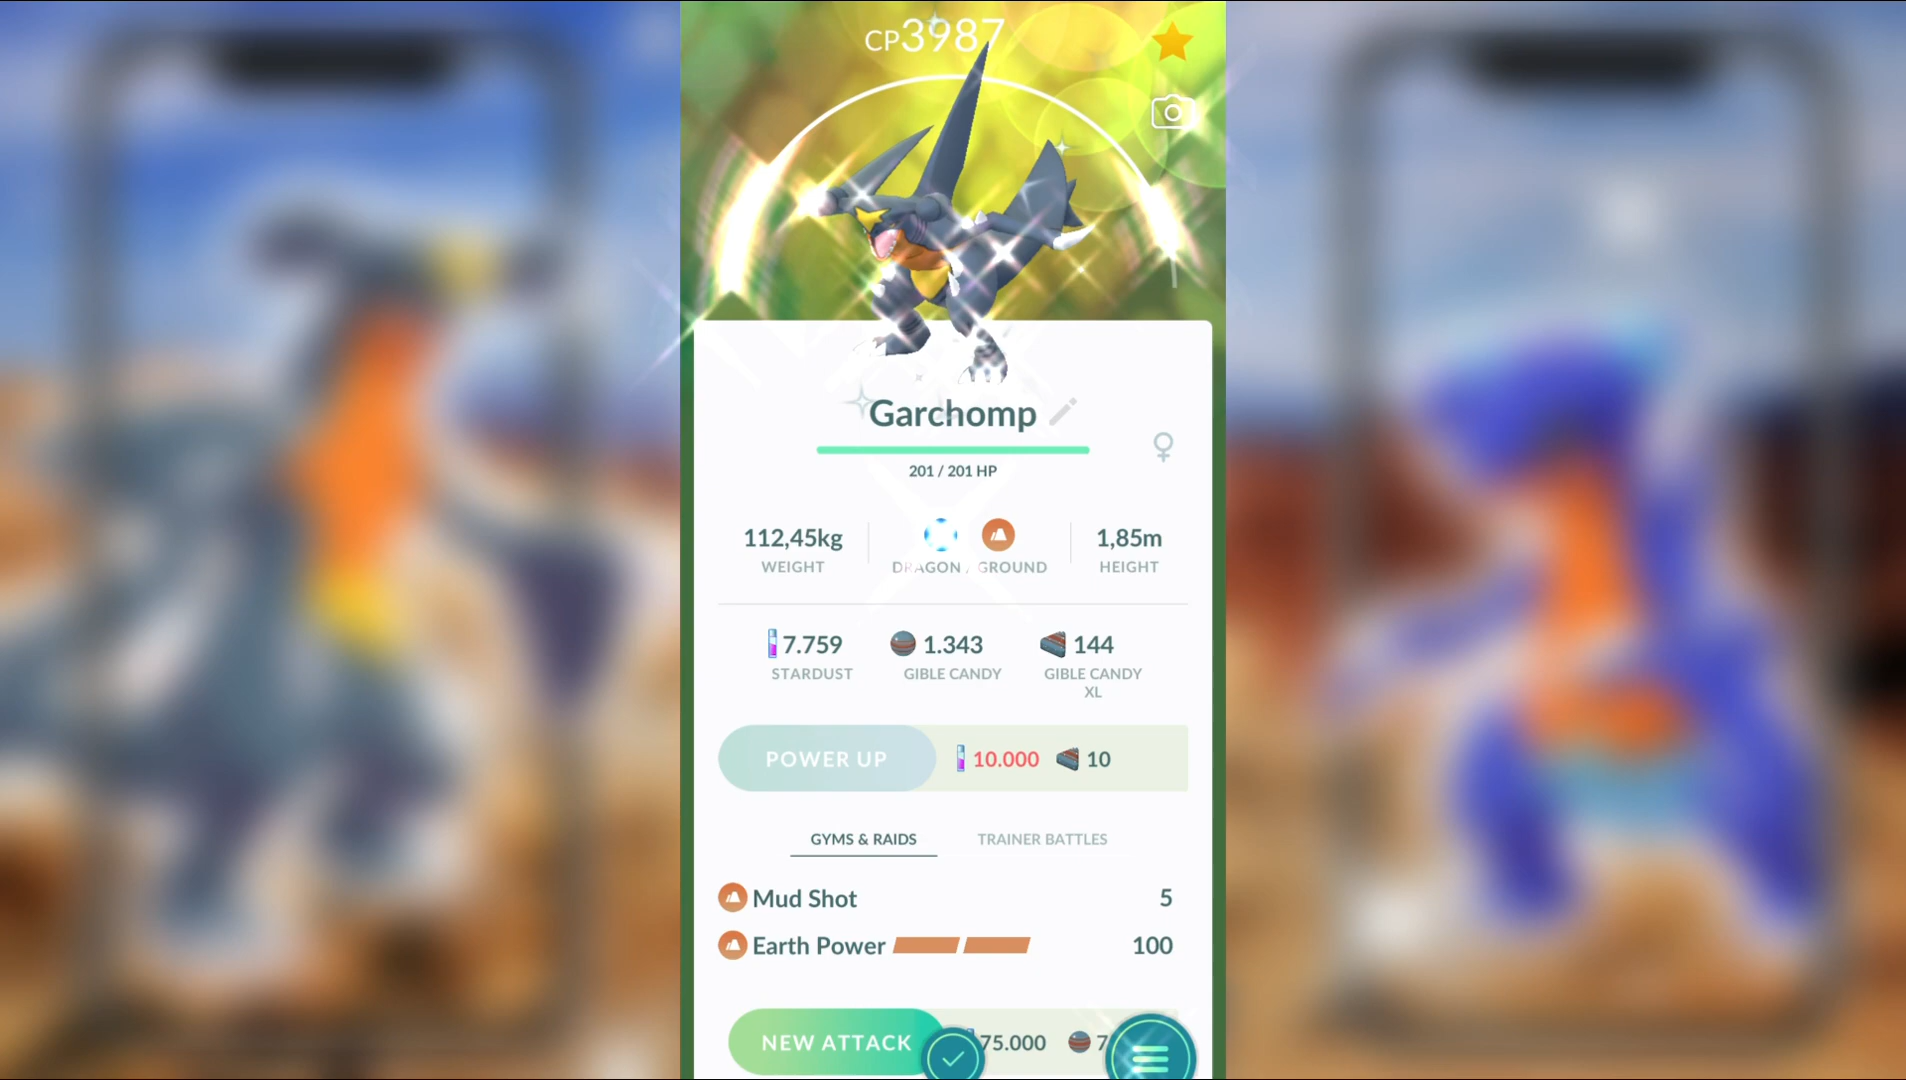 CP3987
Garchomp
201 / 201 HP
112,45kg
WEIGHT
DRAGON / GROUND
1,85m
HEIGHT
7.759
STARDUST
1.343
GIBLE CANDY
144
GIBLE CANDY
XL
POWER UP
10.000
10
GYMS & RAIDS
TRAINER BATTLES
Mud Shot
5
Earth Power
100
NEW ATTACK
75.000